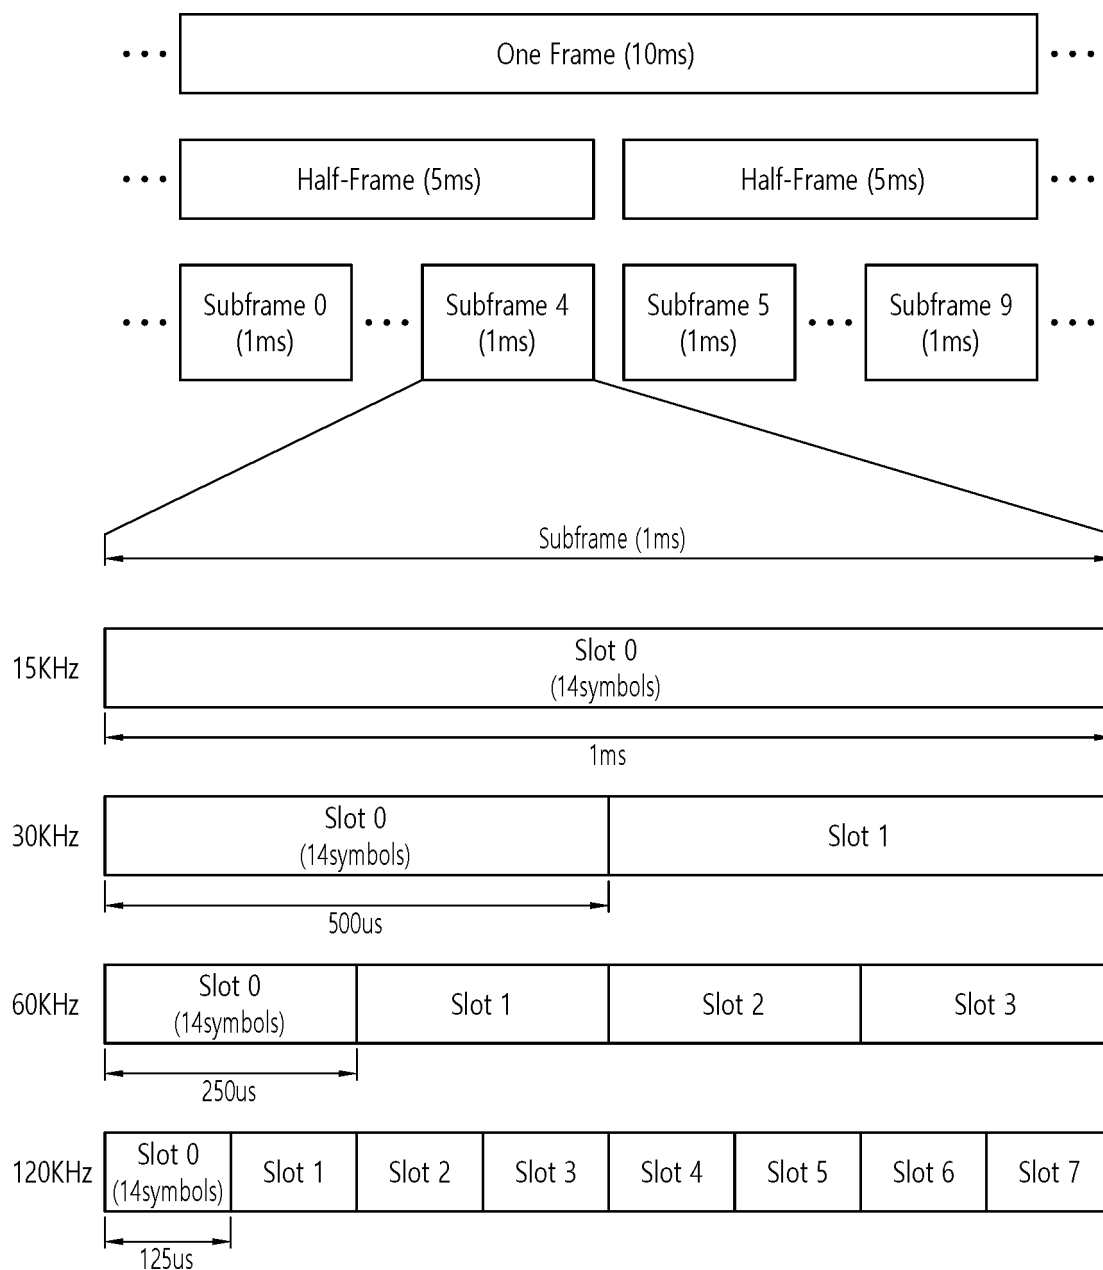 One Frame (10ms)
Half-Frame (5ms)
Half-Frame (5ms)
Subframe 0
(1ms)
Subframe 4
(1ms)
Subframe 5
(1ms)
Subframe 9
(1ms)
Subframe (1ms)
15KHz
Slot 0
(14symbols)
1ms
30KHz
Slot 0
(14symbols)
Slot 1
500us
60KHz
Slot 0
(14symbols)
Slot 1
Slot 2
Slot 3
250us
120KHz
Slot 0
(14symbols)
Slot 1
Slot 2
Slot 3
Slot 4
Slot 5
Slot 6
Slot 7
125us